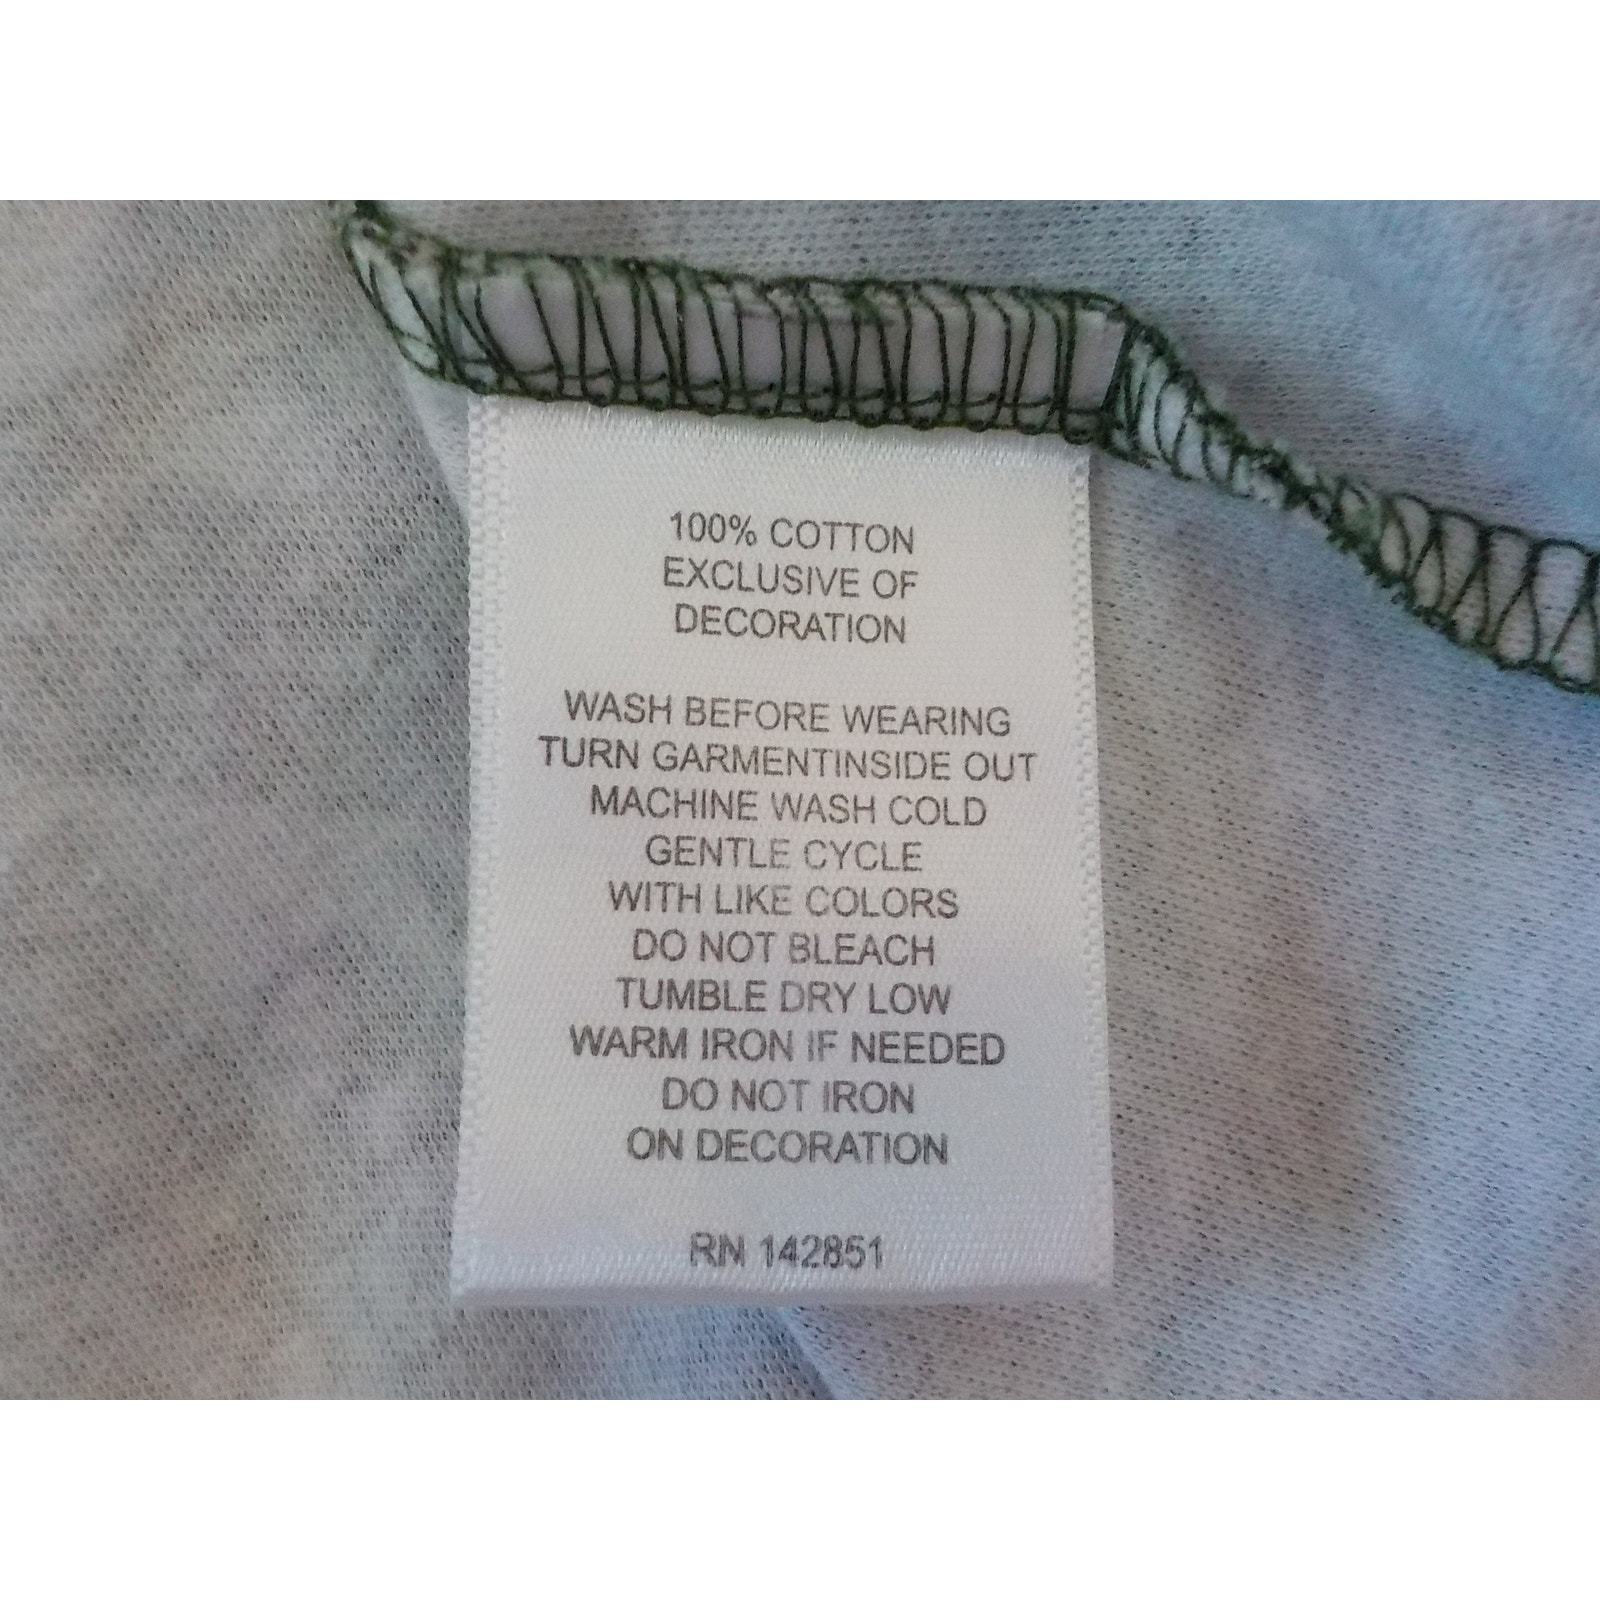 100% COTTON
EXCLUSIVE OF
DECORATION
WASH BEFORE WEARING
TURN GARMENTINSIDE OUT
MACHINE WASH COLD
GENTLE CYCLE
WITH LIKE COLORS
DO NOT BLEACH
TUMBLE DRY LOW
WARM IRON IF NEEDED
DO NOT IRON
ON DECORATION
RN 142851